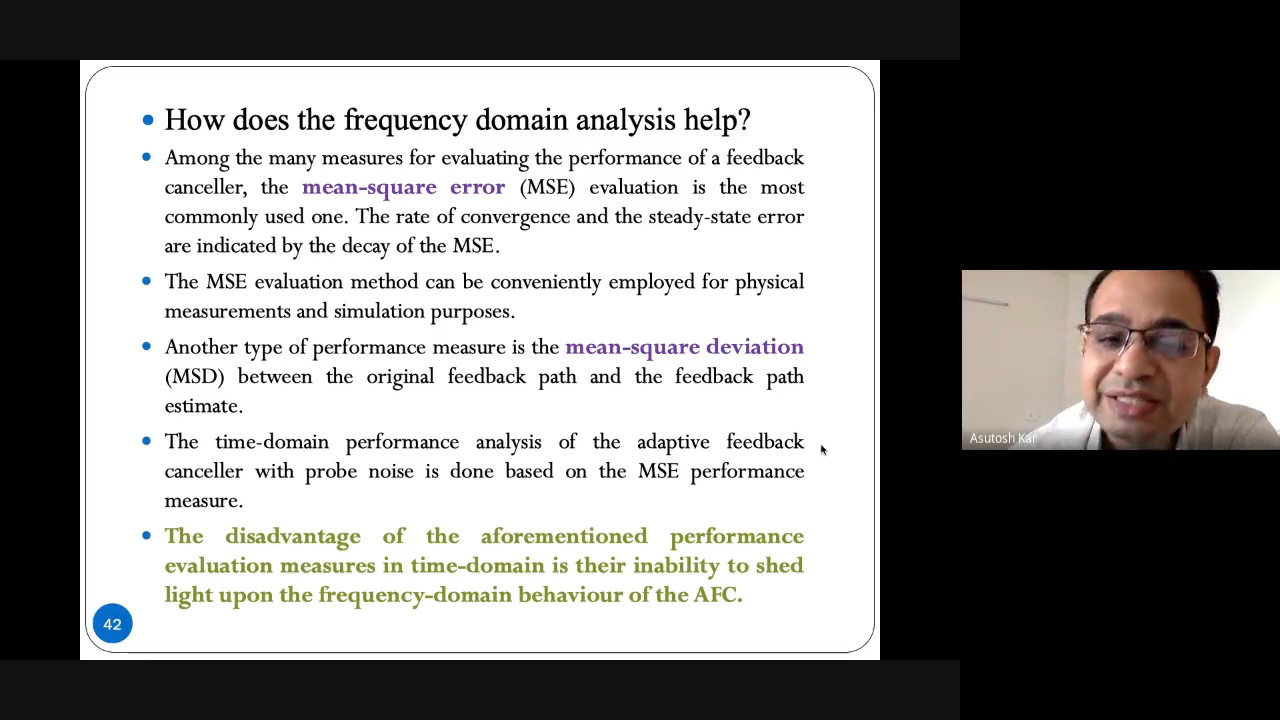 How does the frequency domain analysis help?
Among the many measures for evaluating the performance of a feedback
canceller, the mean-square error (MSE) evaluation is the most
commonly used one. The rate of convergence and the steady-state error
are indicated by the decay of the MSE.
The MSE evaluation method can be conveniently employed for physical
measurements and simulation purposes.
Another type of performance measure is the mean-square deviation
(MSD) between the original feedback path and the feedback path
estimate.
The time-domain performance analysis of the adaptive feedback
canceller with probe noise is done based on the MSE performance
measure.
The disadvantage of the aforementioned performance
evaluation measures in time-domain is their inability to shed
light upon the frequency-domain behaviour of the AFC.
42
Asutosh Kar